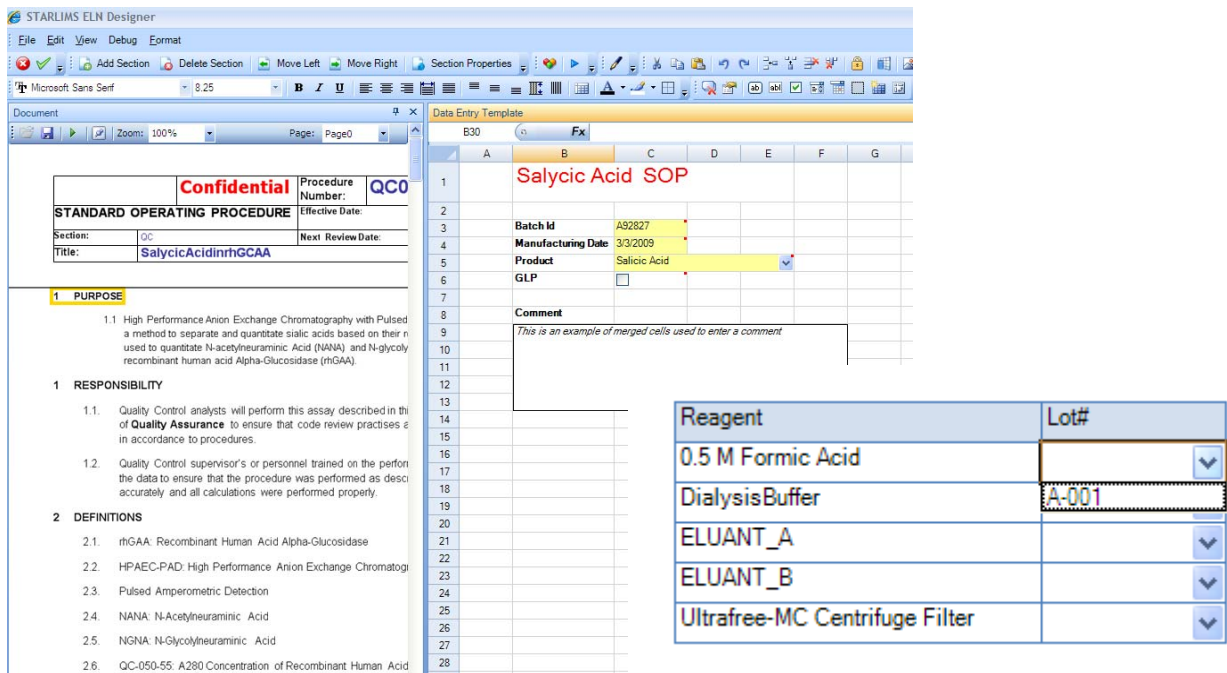 STARLIMS ELN Designer
File Edit View Debug Format
Add Section Delete Section Move Left Move Right Section Properties
Microsoft Sans Serif 8.25 B I U A
Document
Zoom: 100% Page: Page0
Confidential Procedure Number: QC0
STANDARD OPERATING PROCEDURE Effective Date:
Section: QC Next Review Date:
Title: SalycicAcidinrhGCAA
1 PURPOSE
1.1 High Performance Anion Exchange Chromatography with Pulsed
a method to separate and quantitate sialic acids based on their
used to quantitate N-acetylneuraminic Acid (NANA) and N-glycoly
recombinant human acid Alpha-Glucosidase (rhGAA).
1 RESPONSIBILITY
1.1. Quality Control analysts will perform this assay described in thi
of Quality Assurance to ensure that code review practises a
in accordance to procedures.
1.2. Quality Control supervisor's or personnel trained on the perforn
the data to ensure that the procedure was performed as descr
accurately and all calculations were performed properly.
2 DEFINITIONS
2.1. rhGAA: Recombinant Human Acid Alpha-Glucosidase
2.2. HPAEC-PAD: High Performance Anion Exchange Chromatogr
2.3. Pulsed Amperometric Detection
2.4. NANA: N-Acetylneuraminic Acid
2.5. NGNA: N-Glycolylneuraminic Acid
2.6. QC-050-55: A280 Concentration of Recombinant Human Acid
Data Entry Template
B30 Fx
A B C D E F G
1 Salycic Acid SOP
2
3 Batch Id A92827
4 Manufacturing Date 3/3/2009
5 Product Salicic Acid
6 GLP
7
8 Comment
9 This is an example of merged cells used to enter a comment
10
11
12
13
14
15
16
17
18
19
20
21
22
23
24
25
26
27
28
Reagent Lot#
0.5 M Formic Acid
DialysisBuffer A-001
ELUANT_A
ELUANT_B
Ultrafree-MC Centrifuge Filter